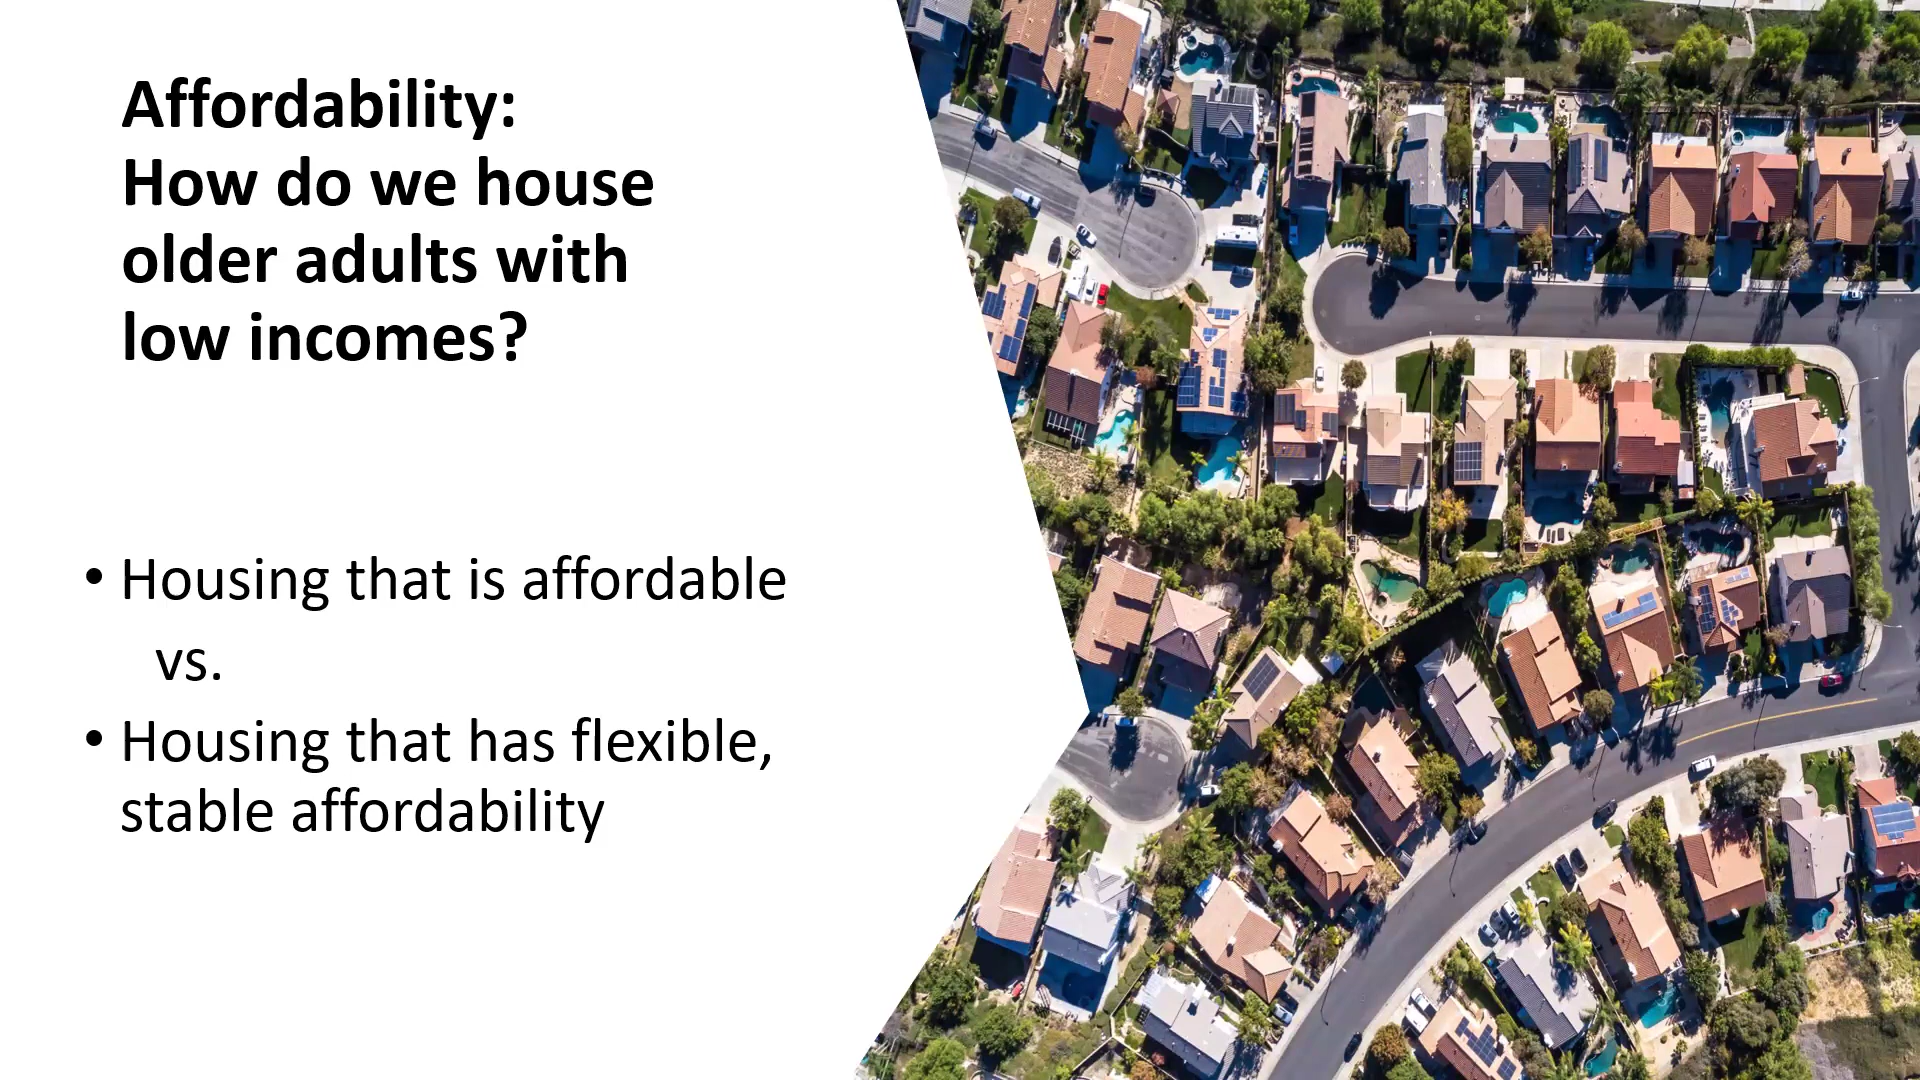 Affordability:
How do we house
older adults with
low incomes?
• Housing that is affordable
vs.
• Housing that has flexible,
stable affordability